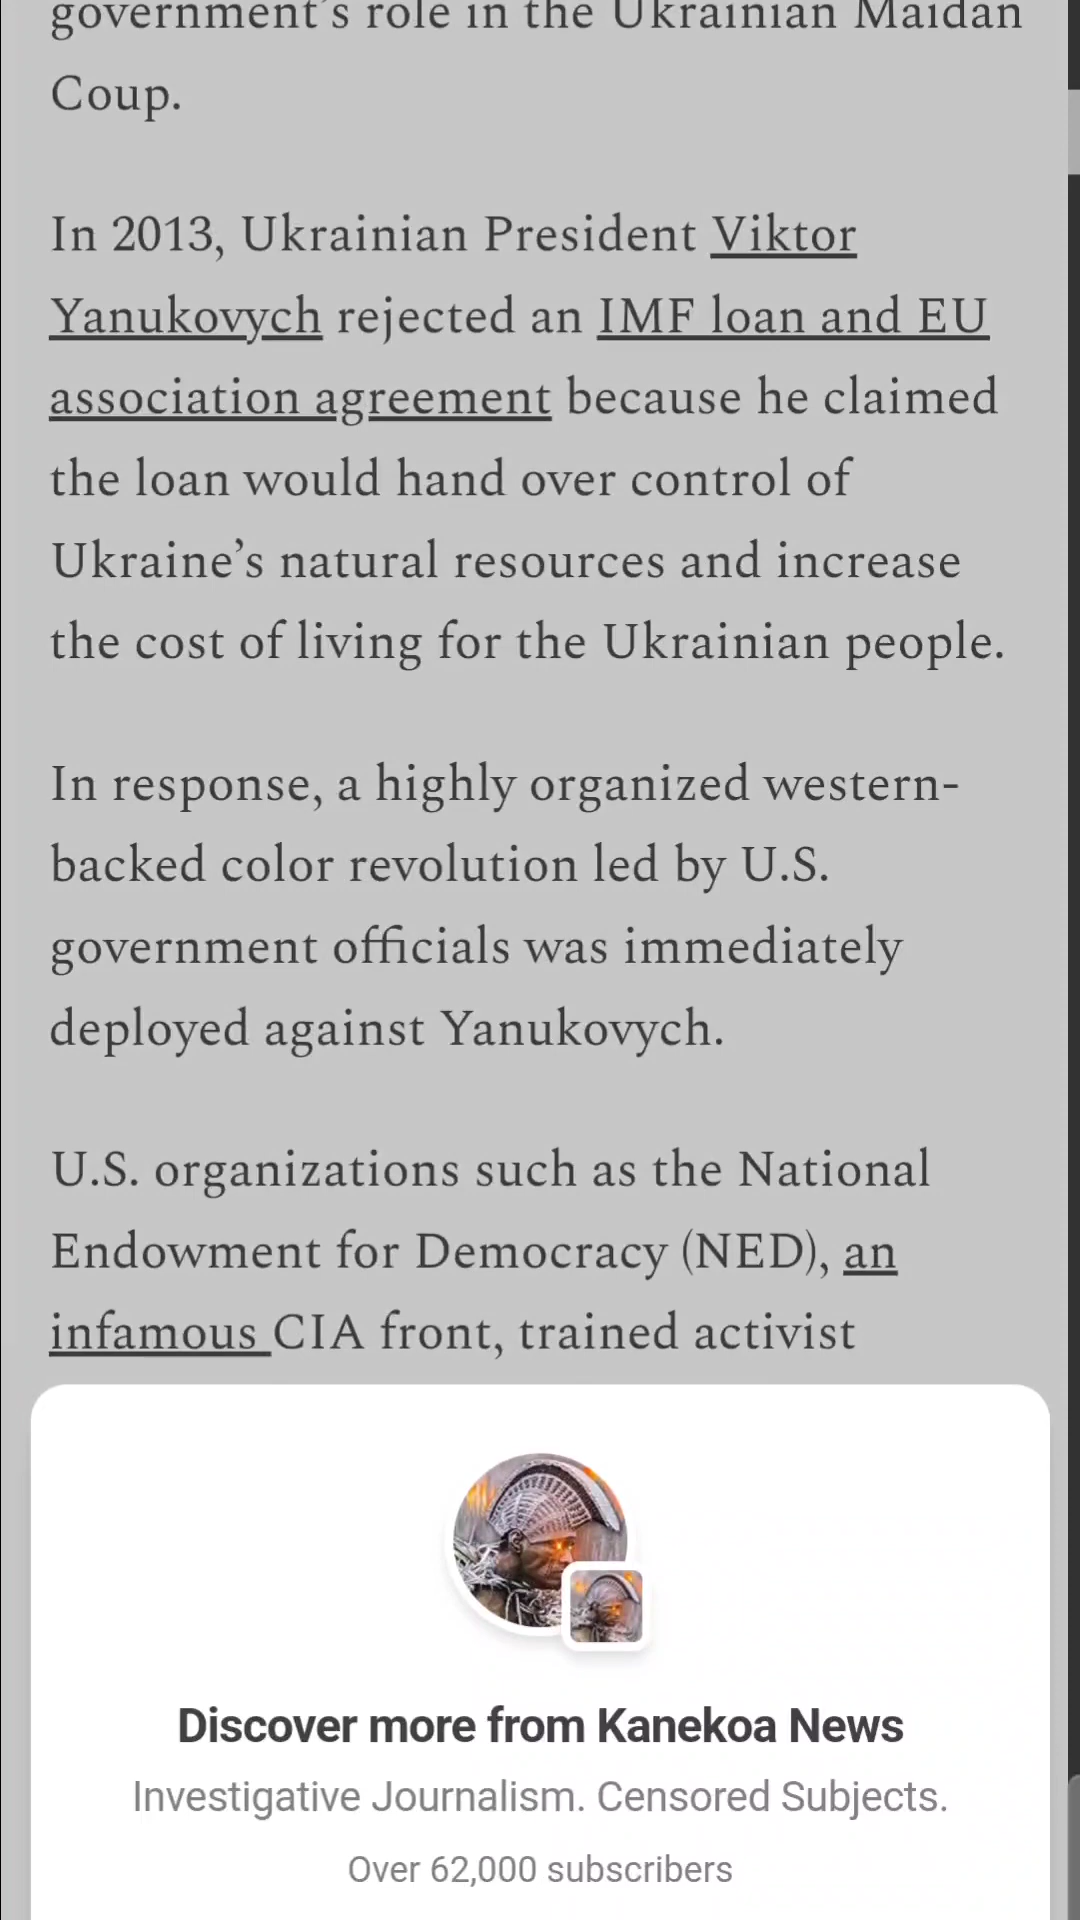 government's role in the Ukrainian Maidan
Coup.
In 2013, Ukrainian President Viktor
Yanukovych rejected an IMF loan and EU
association agreement because he claimed
the loan would hand over control of
Ukraine’s natural resources and increase
the cost of living for the Ukrainian people.
In response, a highly organized western-
backed color revolution led by U.S.
government officials was immediately
deployed against Yanukovych.
U.S. organizations such as the National
Endowment for Democracy (NED), an
infamous CIA front, trained activist
Discover more from Kanekoa News
Investigative Journalism. Censored Subjects.
Over 62,000 subscribers